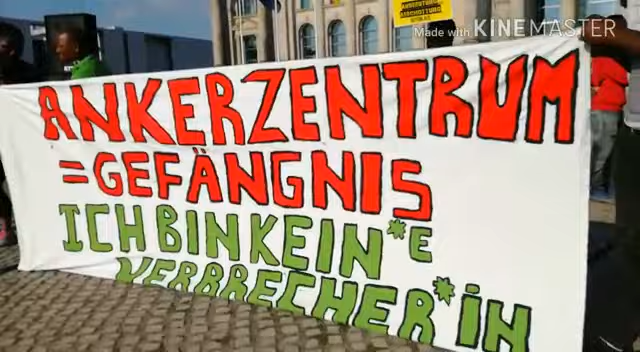 Made with KINEMASTER
ANKERZENTRUM
=GEFÄNGNIS
ICH BIN KEIN*E
VERBRECHER*IN